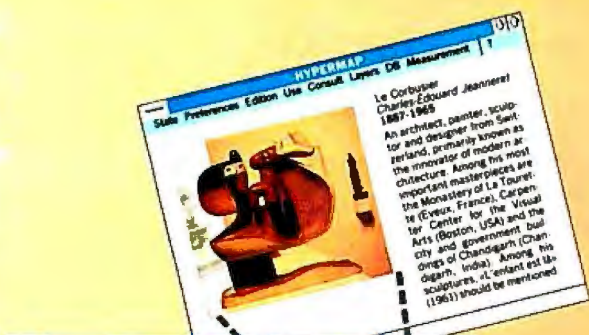 HYPERMAP
State Preferences Edition Use Consult Layers DB Measurement ?
Le Corbusier
Charles-Édouard Jeanneret
1887-1965
An architect, painter, sculp-
tor and designer from Swit-
zerland, primarily known as
the innovator of modern ar-
chitecture. Among his most
important masterpieces are
the Monastery of La Touret-
te (Eveux, France), Carpen-
ter Center for the Visual
Arts (Boston, USA) and the
city and government buil-
dings of Chandigarh (Chan-
digarh, India). Among his
sculptures, «L'enfant est là»
(1961) should be mentioned